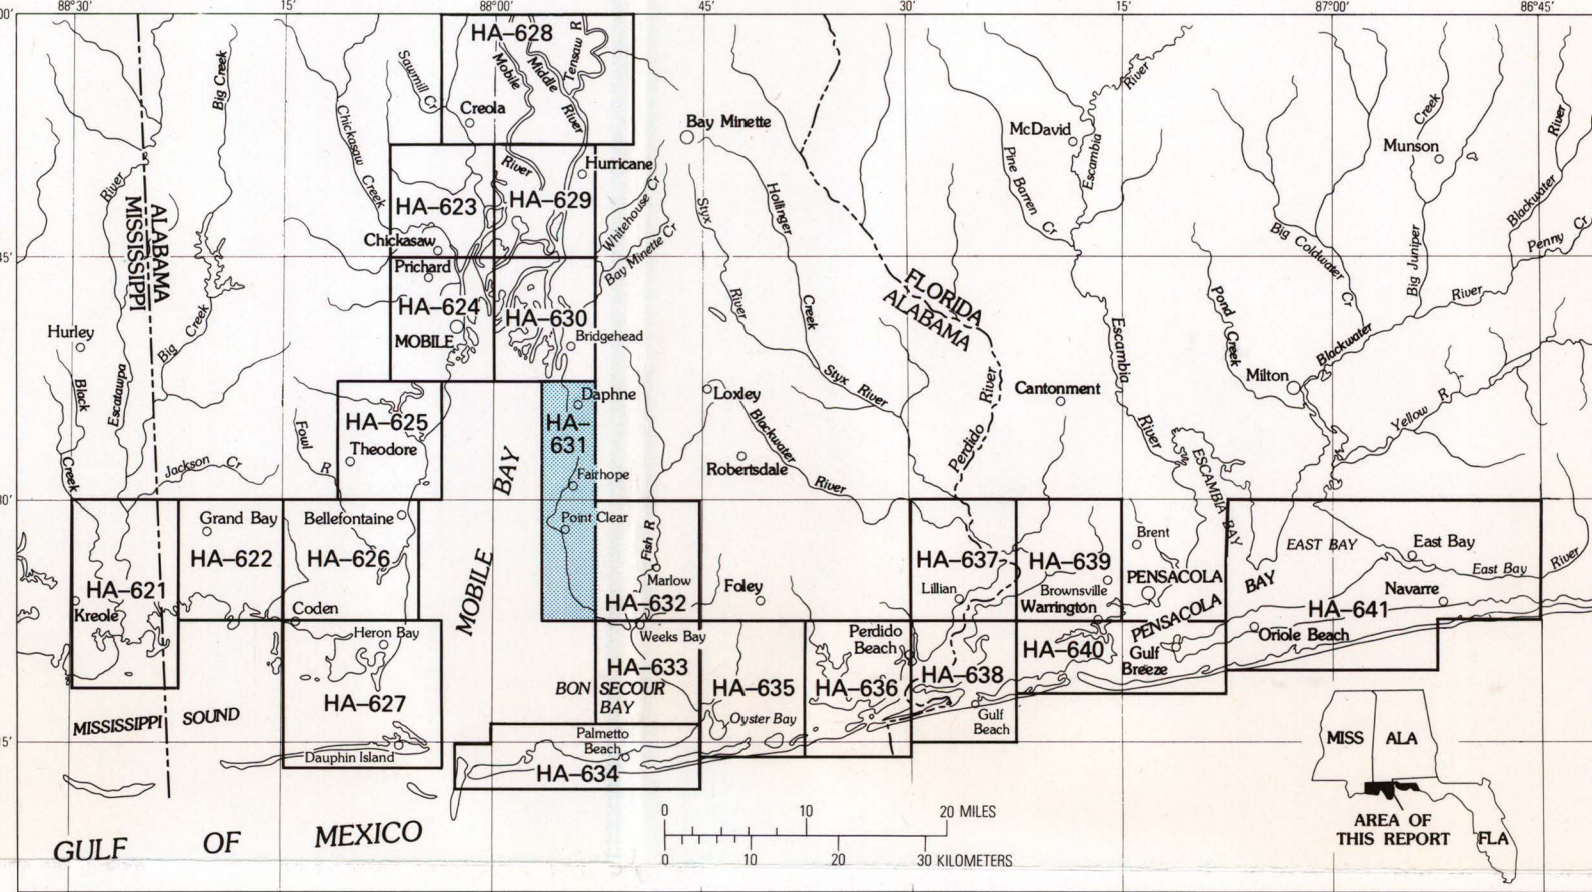 00'
88°30'
15'
88°00'
45'
30'
15'
87°00'
86°45'
HA-628
Mobile
Middle
River
Tensaw R
Sawmill Cr
Creola
Big Creek
Chickasaw
Creek
Bay Minette
McDavid
Escambia
River
Pine Barren
Cr
Munson
Creek
River
River
Hurricane
HA-623
HA-629
Whitehouse Cr
Bay Minette Cr
Styx
River
Hollinger
Creek
River
MISSISSIPPI
ALABAMA
Chickasaw
Prichard
HA-624
MOBILE
HA-630
Bridgehead
FLORIDA
ALABAMA
Big Coldwater
Cr
Big Juniper
Blackwater
Penny Cr
River
45'
Hurley
Black
Creek
Escatawpa
Big Creek
Pond
Creek
Blackwater
Milton
Escambia
River
Styx River
Perdido
River
Cantonment
Yellow R
HA-625
Theodore
Fowl
R
Jackson Cr
BAY
HA-
631
Daphne
Fairhope
Point Clear
Loxley
Robertsdale
Blackwater
River
30'
Grand Bay
HA-622
Bellefontaine
HA-626
HA-621
Kreole
Coden
MOBILE
Fish R
Marlow
HA-632
Weeks Bay
Foley
HA-637
Lillian
HA-639
Brownsville
Warrington
Brent
PENSACOLA
PENSACOLA
BAY
ESCAMBIA BAY
EAST BAY
East Bay
East Bay
River
Navarre
HA-641
Oriole Beach
Heron Bay
HA-627
HA-633
BON SECOUR
BAY
HA-635
Oyster Bay
Perdido
Beach
HA-636
HA-638
Gulf
Beach
HA-640
Gulf
Breeze
MISSISSIPPI SOUND
15'
Dauphin Island
Palmetto
Beach
HA-634
GULF OF MEXICO
0 10 20 MILES
0 10 20 30 KILOMETERS
MISS ALA
AREA OF
THIS REPORT
FLA